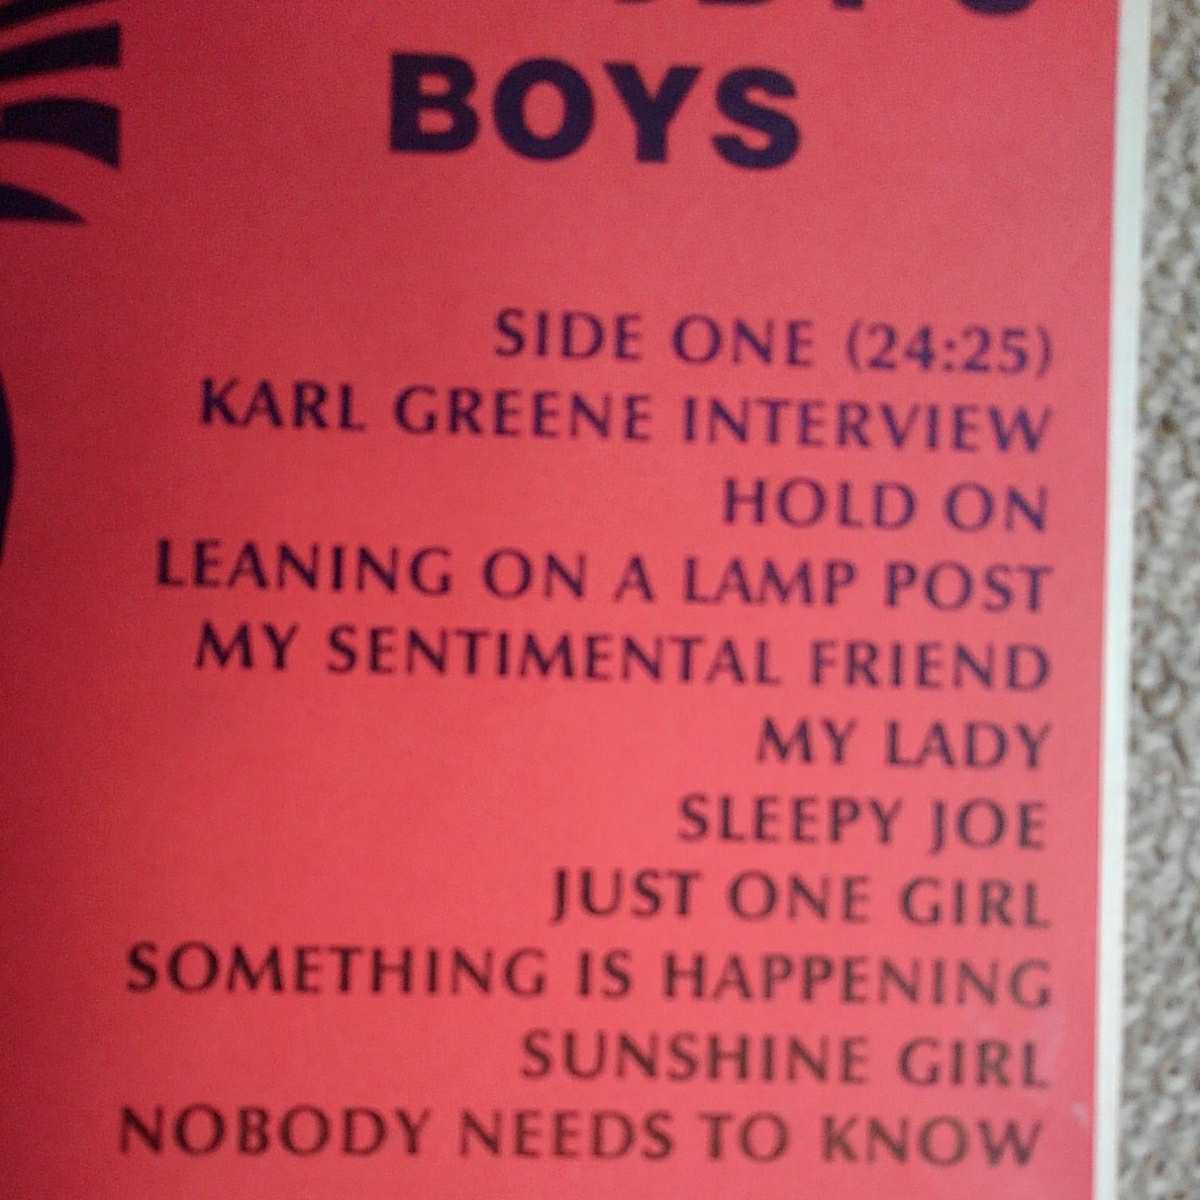 BOYS
SIDE ONE (24:25)
KARL GREENE INTERVIEW
HOLD ON
LEANING ON A LAMP POST
MY SENTIMENTAL FRIEND
MY LADY
SLEEPY JOE
JUST ONE GIRL
SOMETHING IS HAPPENING
SUNSHINE GIRL
NOBODY NEEDS TO KNOW